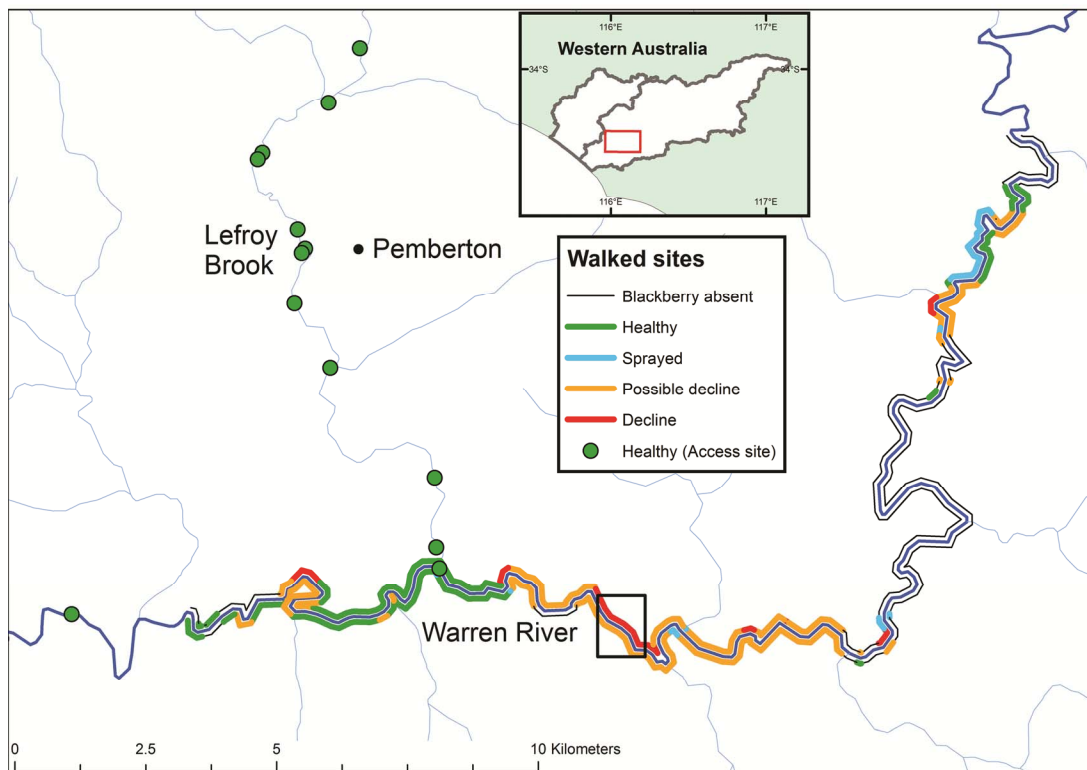 116°E
117°E
Western Australia
34°S
34°S
116°E
117°E
Lefroy
Brook
Pemberton
Walked sites
Blackberry absent
Healthy
Sprayed
Possible decline
Decline
Healthy (Access site)
Warren River
0
2.5
5
10 Kilometers